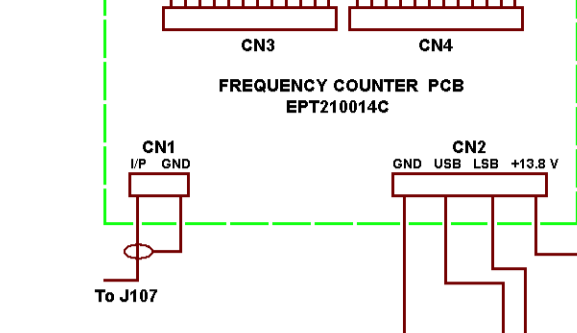 CN3 CN4
FREQUENCY COUNTER PCB
EPT210014C
CN1 CN2
I/P GND GND USB LSB +13.8 V
To J107